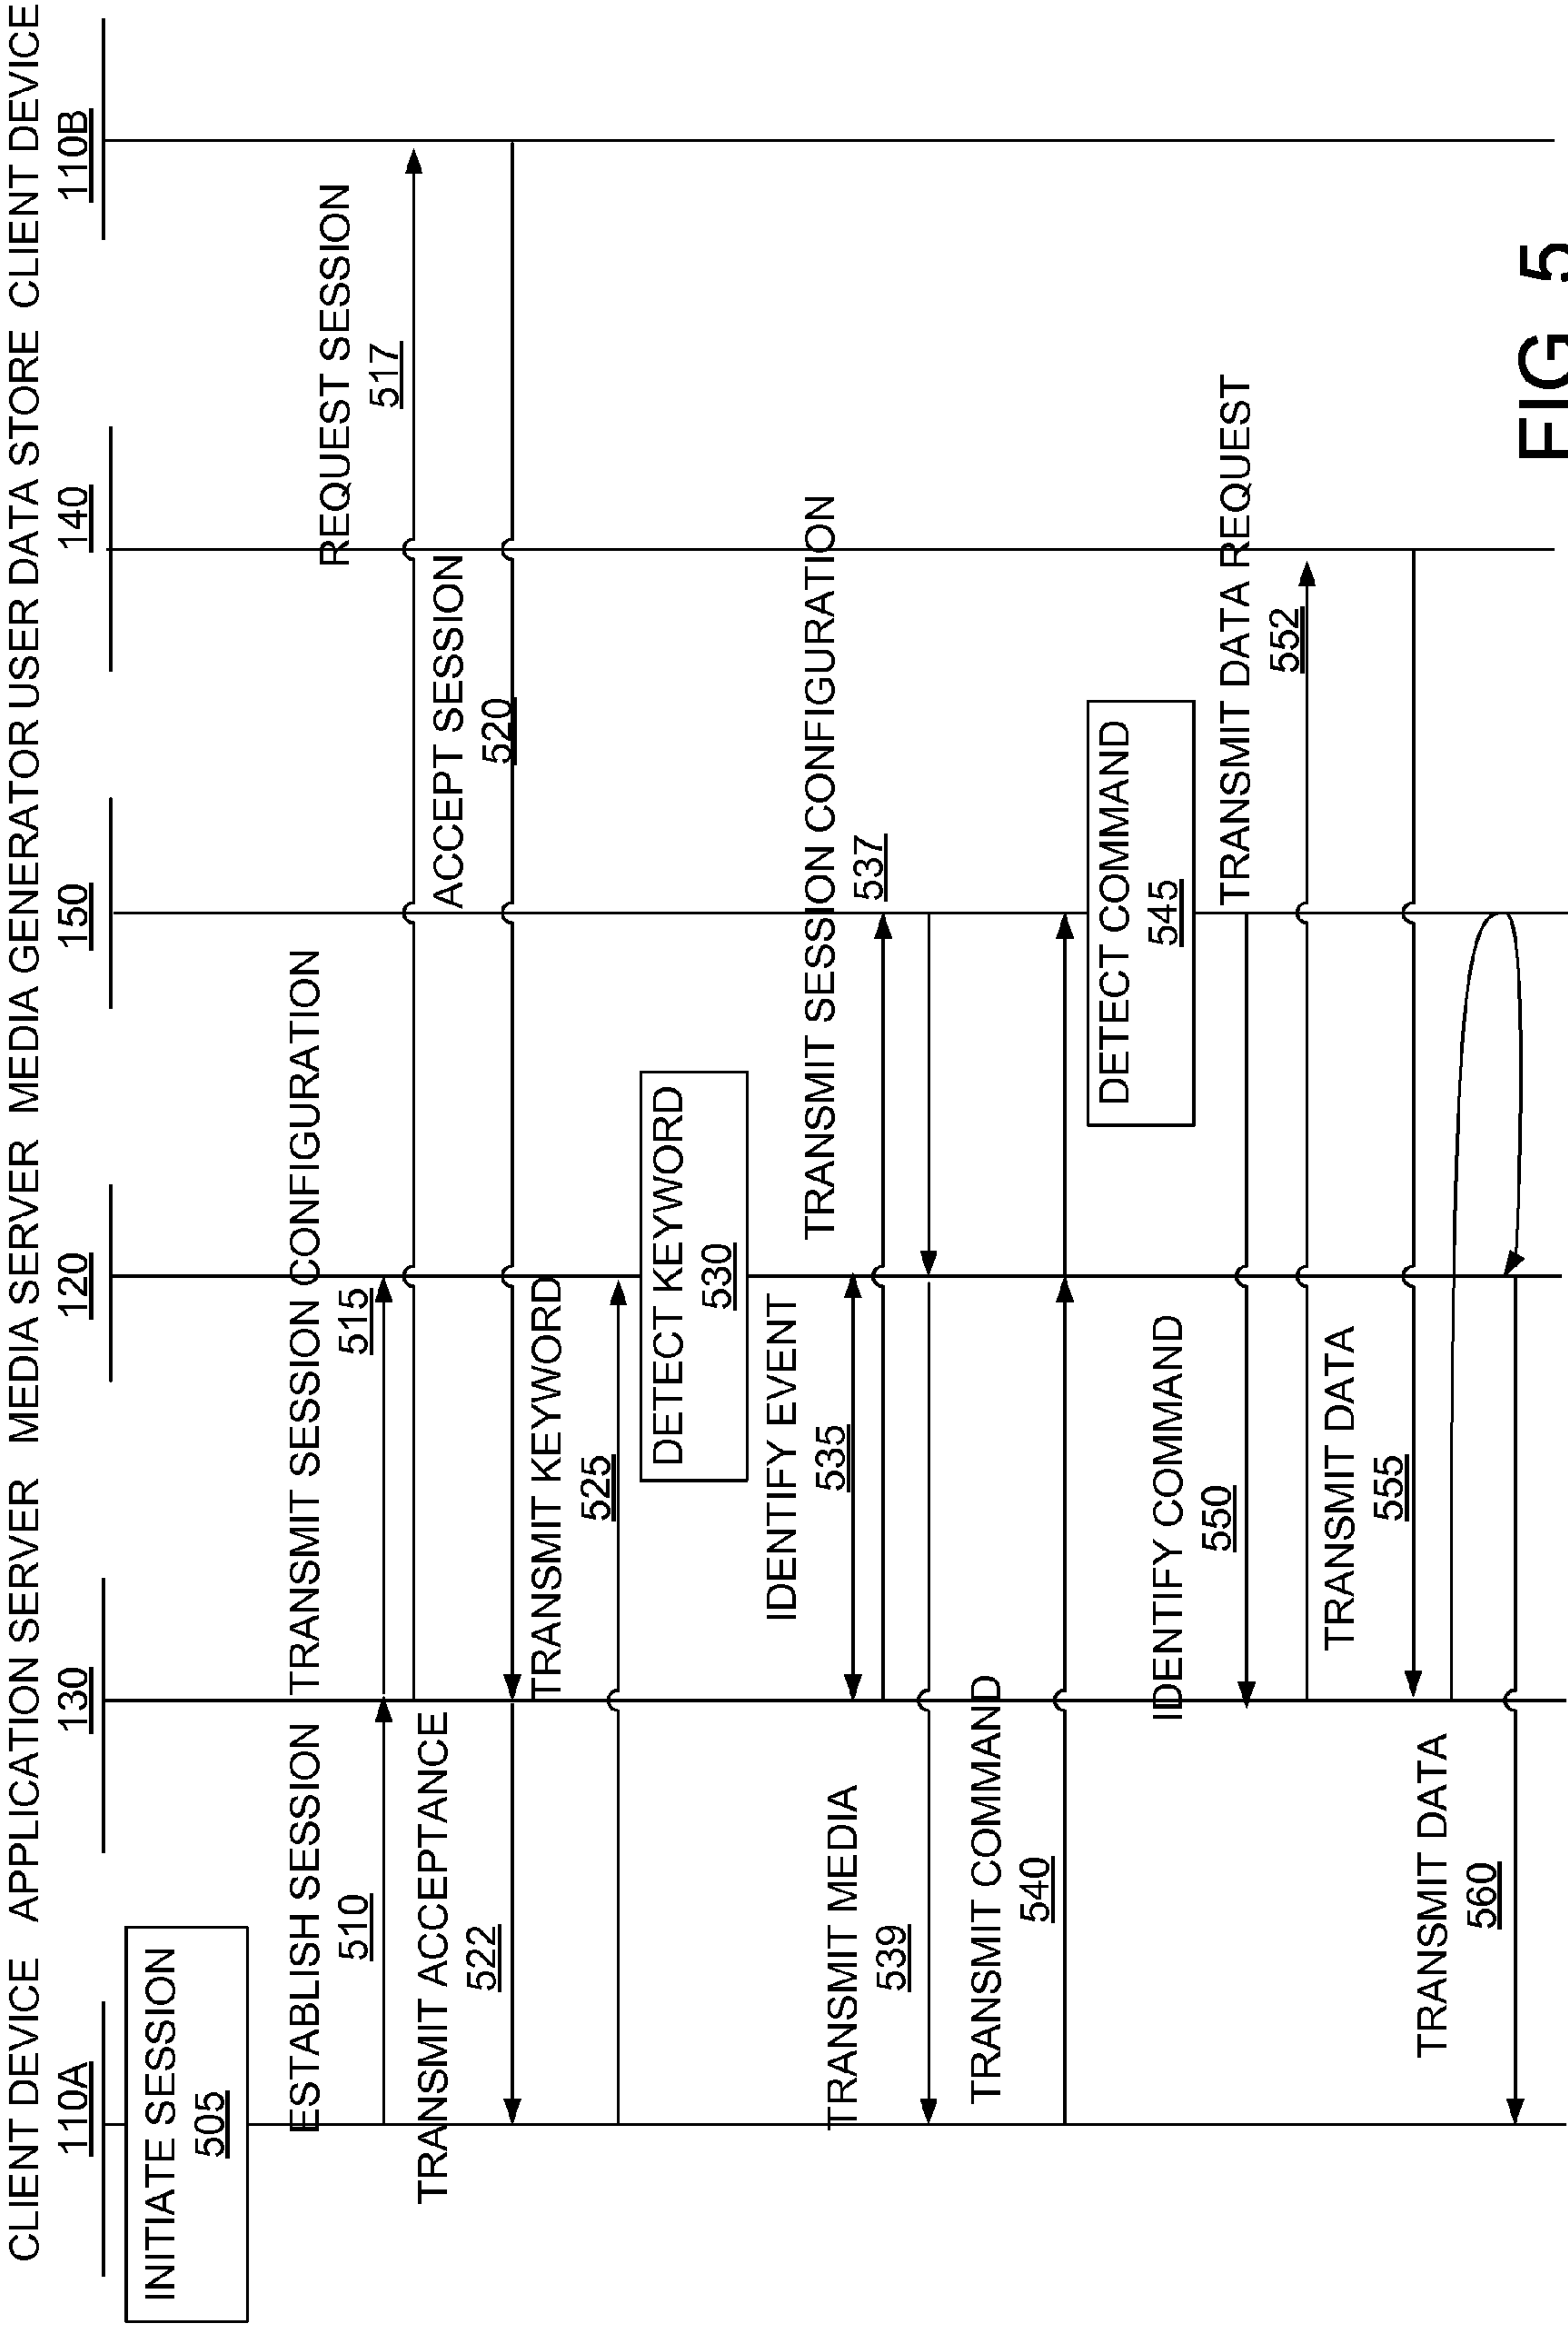 CLIENT DEVICE APPLICATION SERVER MEDIA SERVER MEDIA GENERATOR USER DATA STORE CLIENT DEVICE
110A 130 120 150 140 110B
INITIATE SESSION
505
ESTABLISH SESSION
510
TRANSMIT SESSION CONFIGURATION
515
REQUEST SESSION
517
ACCEPT SESSION
520
TRANSMIT ACCEPTANCE
522
TRANSMIT KEYWORD
525
DETECT KEYWORD
530
IDENTIFY EVENT
535
TRANSMIT SESSION CONFIGURATION
537
TRANSMIT MEDIA
539
TRANSMIT COMMAND
540
DETECT COMMAND
545
IDENTIFY COMMAND
550
TRANSMIT DATA REQUEST
552
TRANSMIT DATA
555
TRANSMIT DATA
560
FIG 5